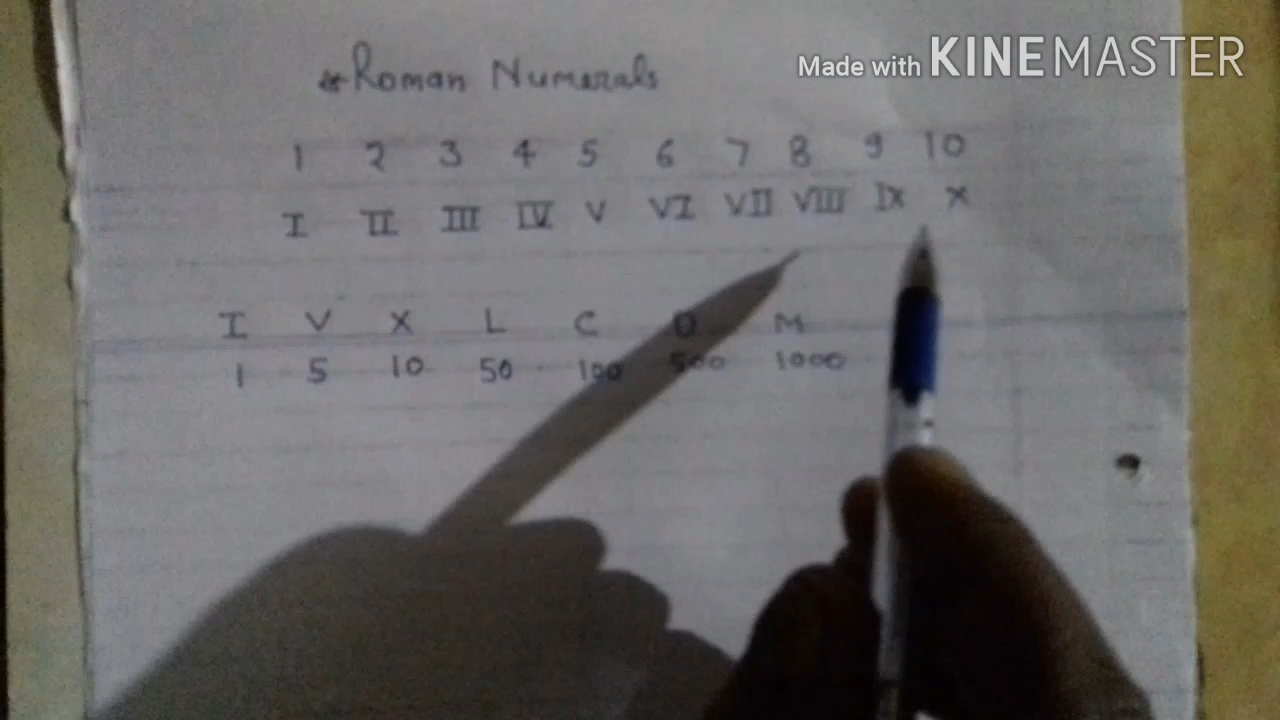 Made with KINEMASTER
Roman Numerals
1 2 3 4 5 6 7 8 9 10
I II III IV V VI VII VIII IX X
I V X L C D M
1 5 10 50 100 500 1000